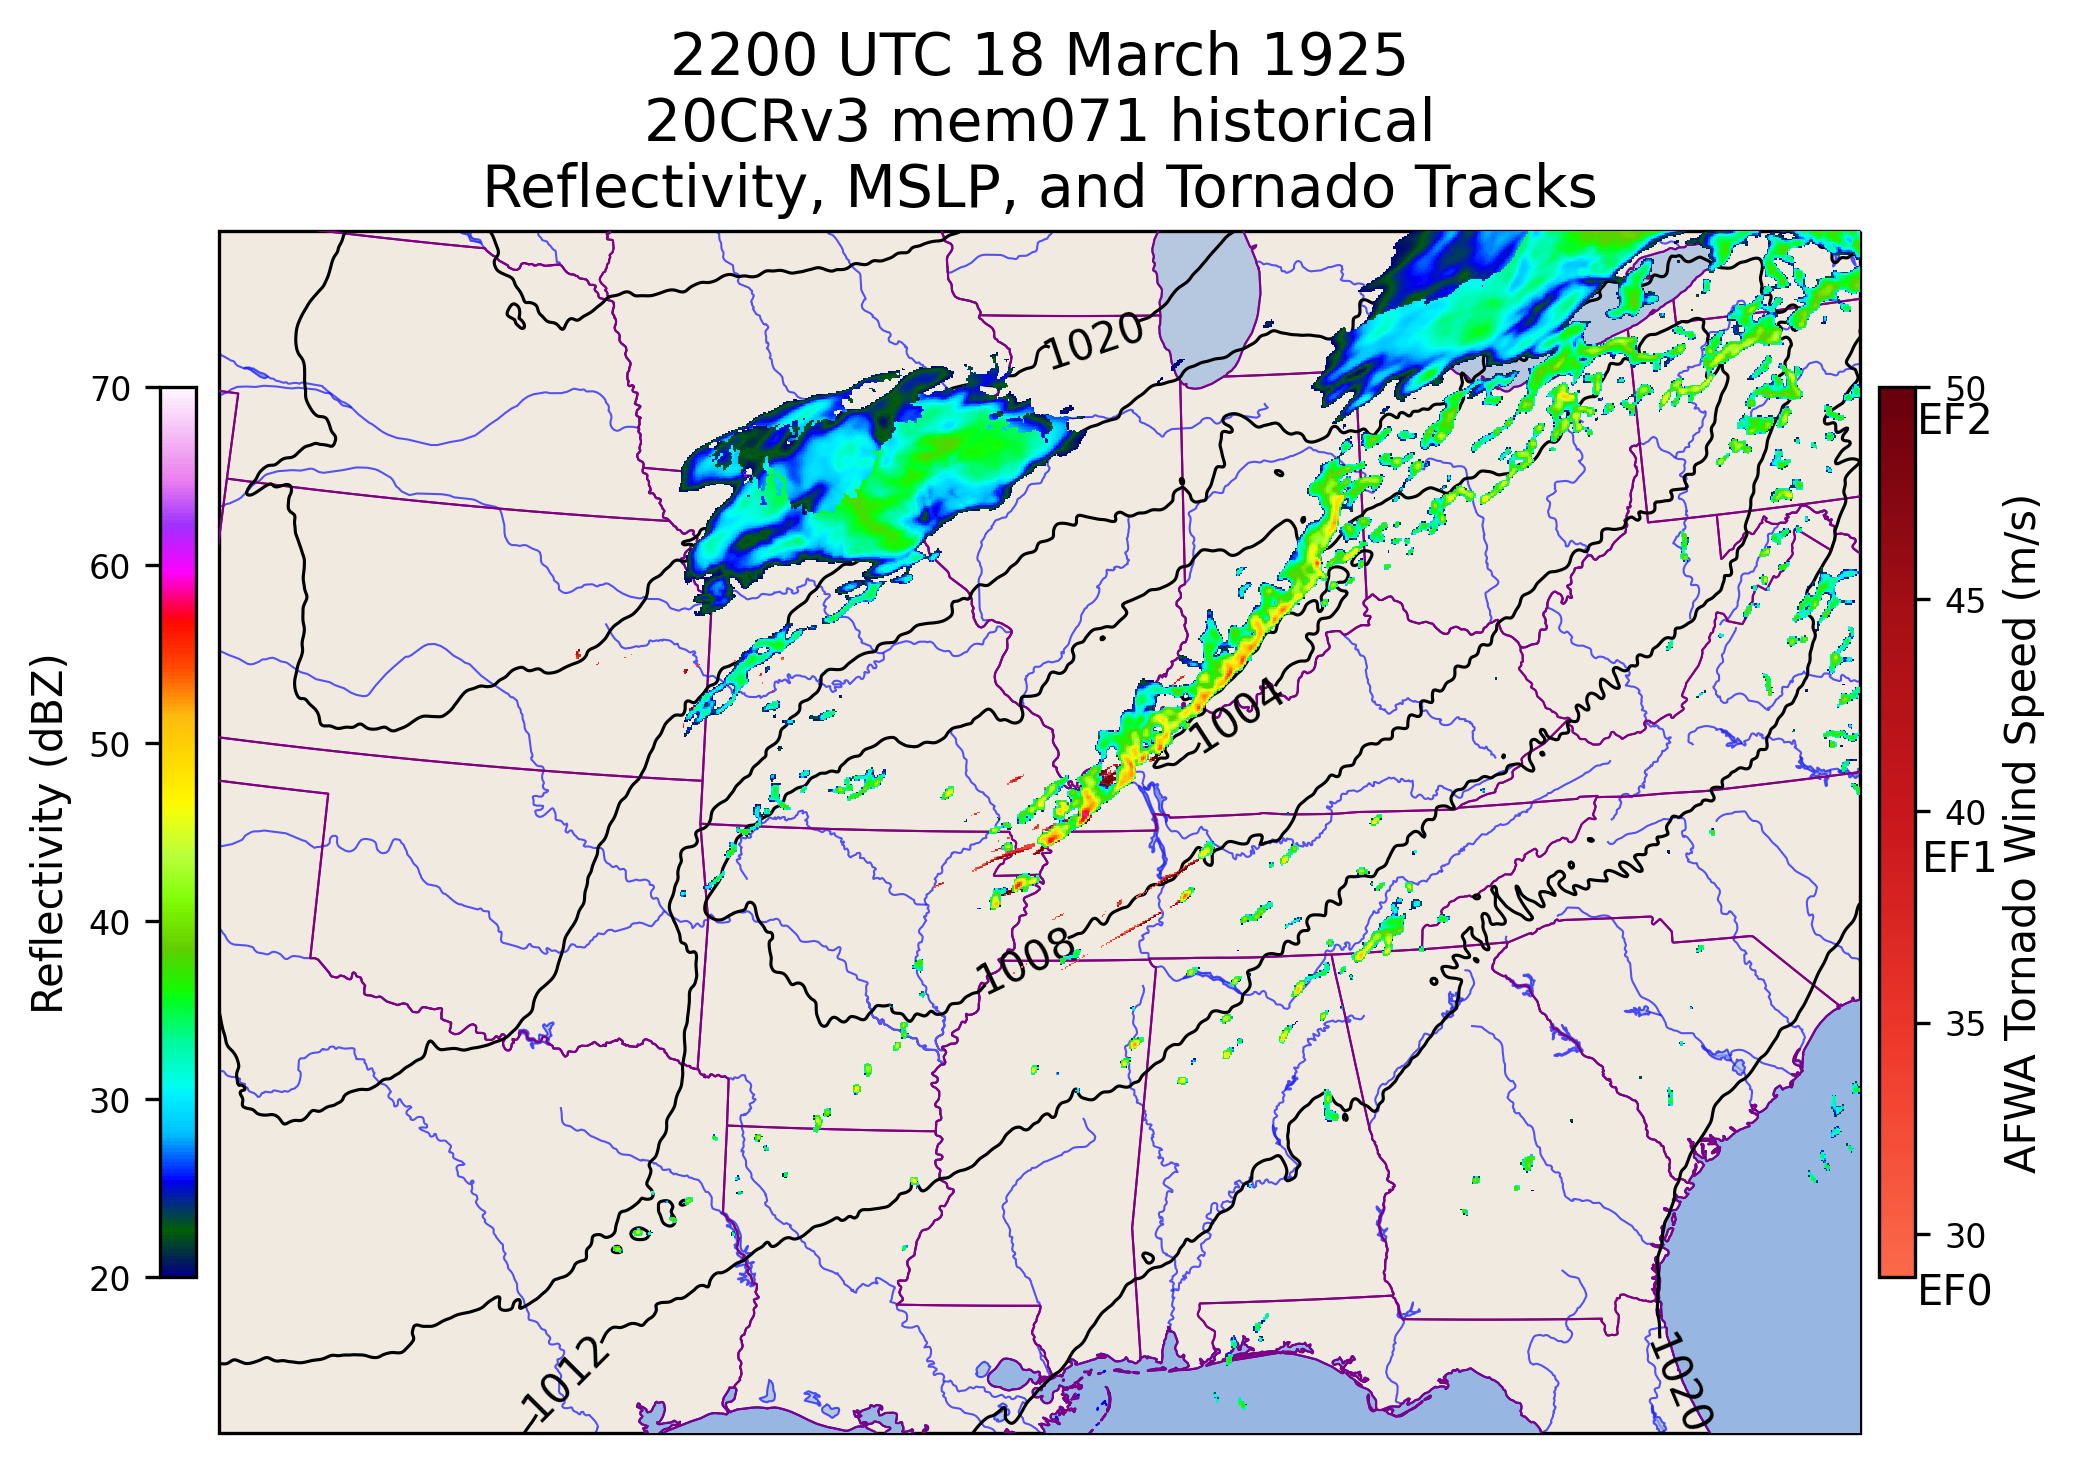 2200 UTC 18 March 1925
20CRv3 mem071 historical
Reflectivity, MSLP, and Tornado Tracks
Reflectivity (dBZ)
70
60
50
40
30
20
1020
1004
1008
1012
1020
50
EF2
45
40
EF1
35
30
EF0
AFWA Tornado Wind Speed (m/s)